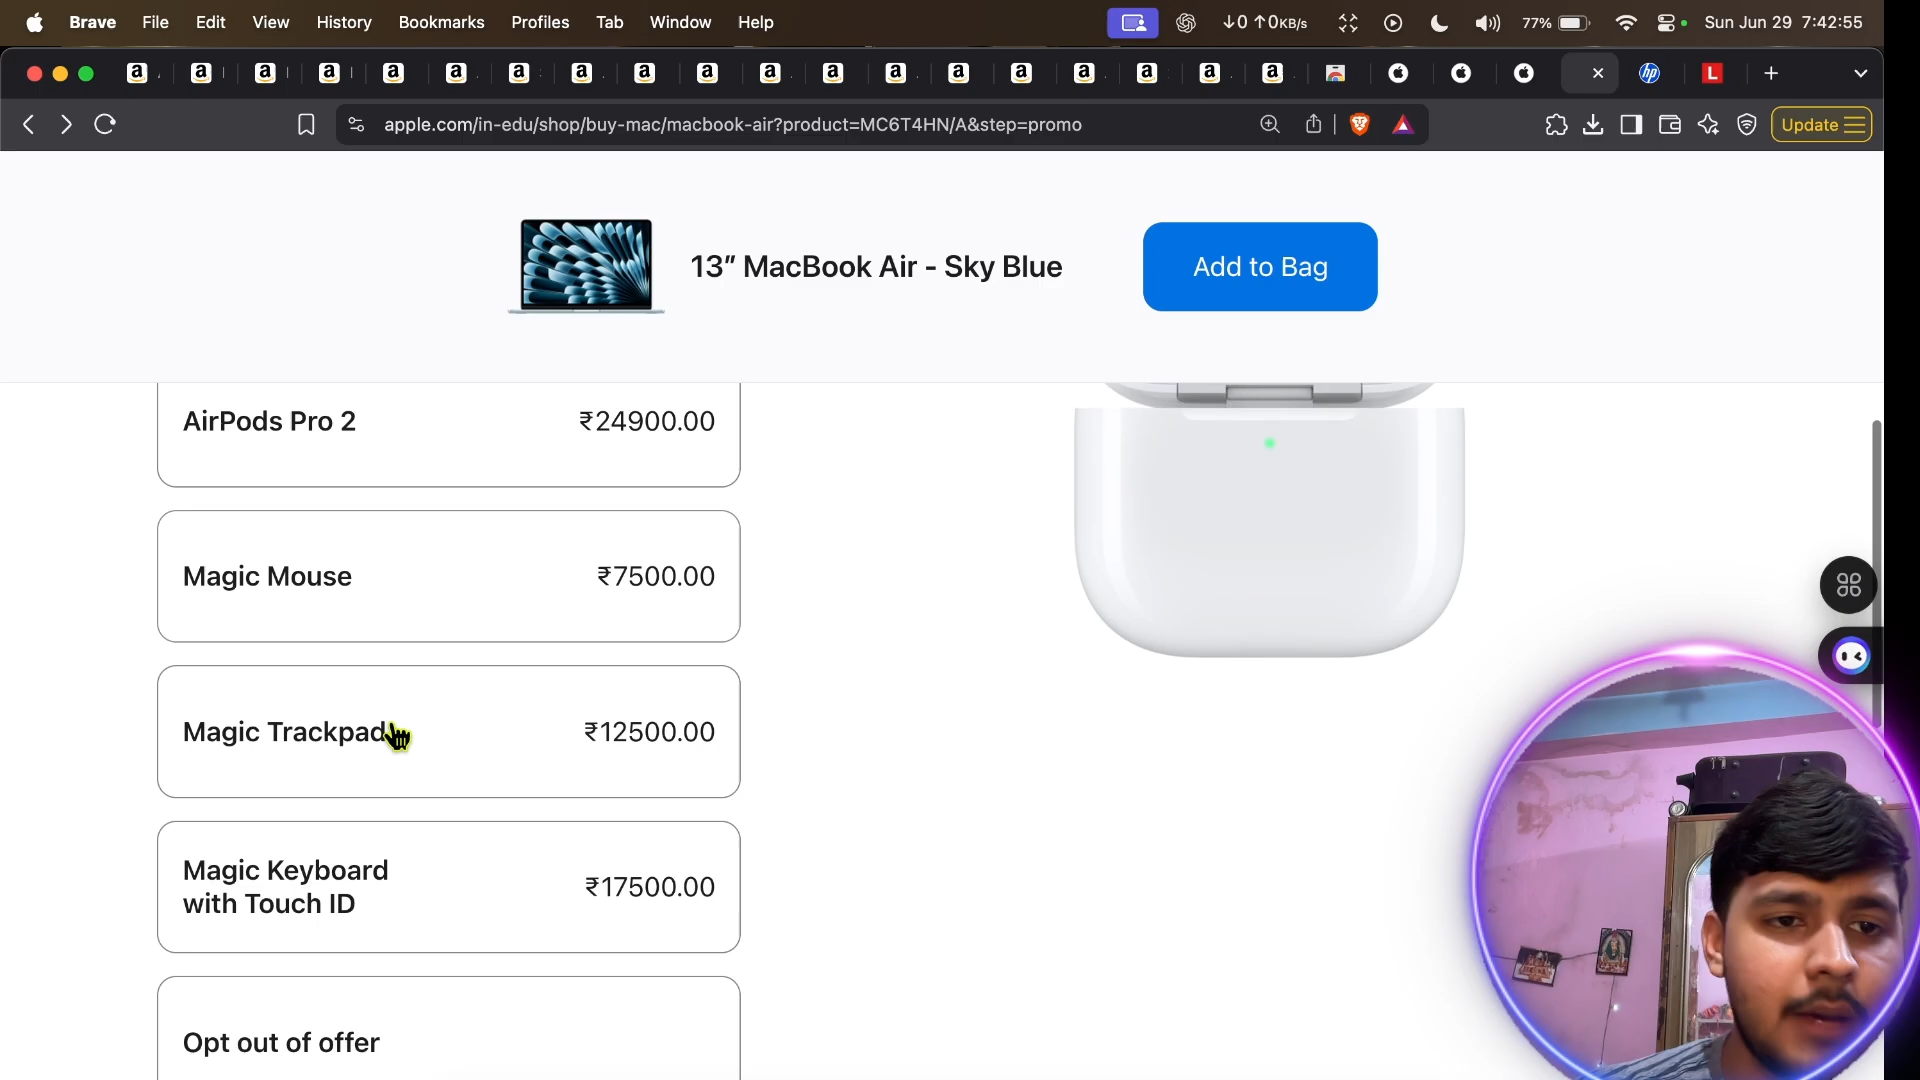 Brave File Edit View History Bookmarks Profiles Tab Window Help ↓0 ↑0KB/s 77% Sun Jun 29 7:42:55
apple.com/in-edu/shop/buy-mac/macbook-air?product=MC6T4HN/A&step=promo Update
13″ MacBook Air - Sky Blue Add to Bag
AirPods Pro 2 ₹24900.00
Magic Mouse ₹7500.00
Magic Trackpad ₹12500.00
Magic Keyboard
with Touch ID ₹17500.00
Opt out of offer